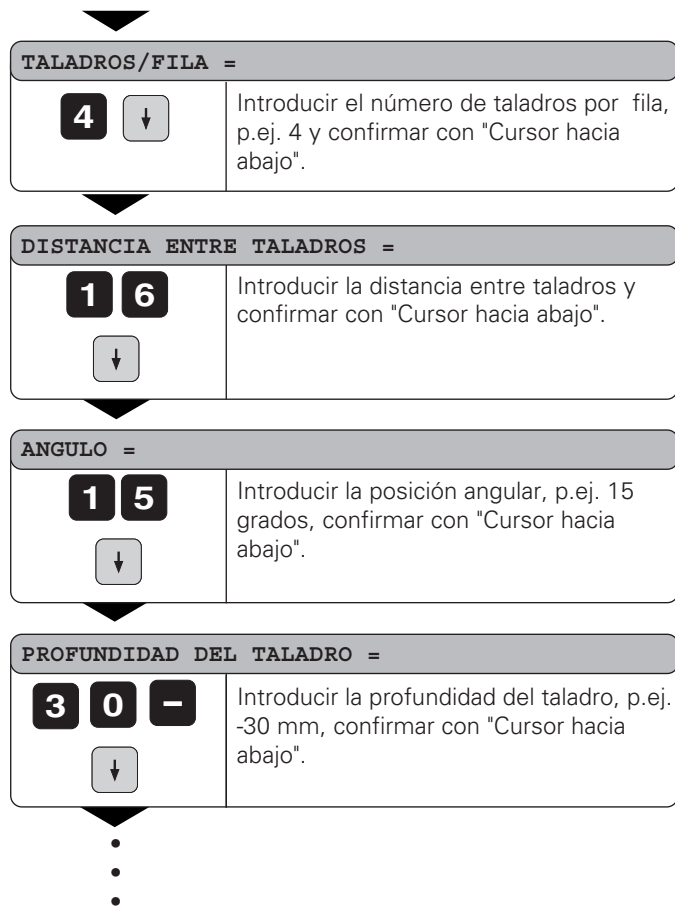 TALADROS/FILA =
4
Introducir el número de taladros por fila,
p.ej. 4 y confirmar con "Cursor hacia
abajo".
DISTANCIA ENTRE TALADROS =
1 6
Introducir la distancia entre taladros y
confirmar con "Cursor hacia abajo".
ANGULO =
1 5
Introducir la posición angular, p.ej. 15
grados, confirmar con "Cursor hacia
abajo".
PROFUNDIDAD DEL TALADRO =
3 0 –
Introducir la profundidad del taladro, p.ej.
-30 mm, confirmar con "Cursor hacia
abajo".